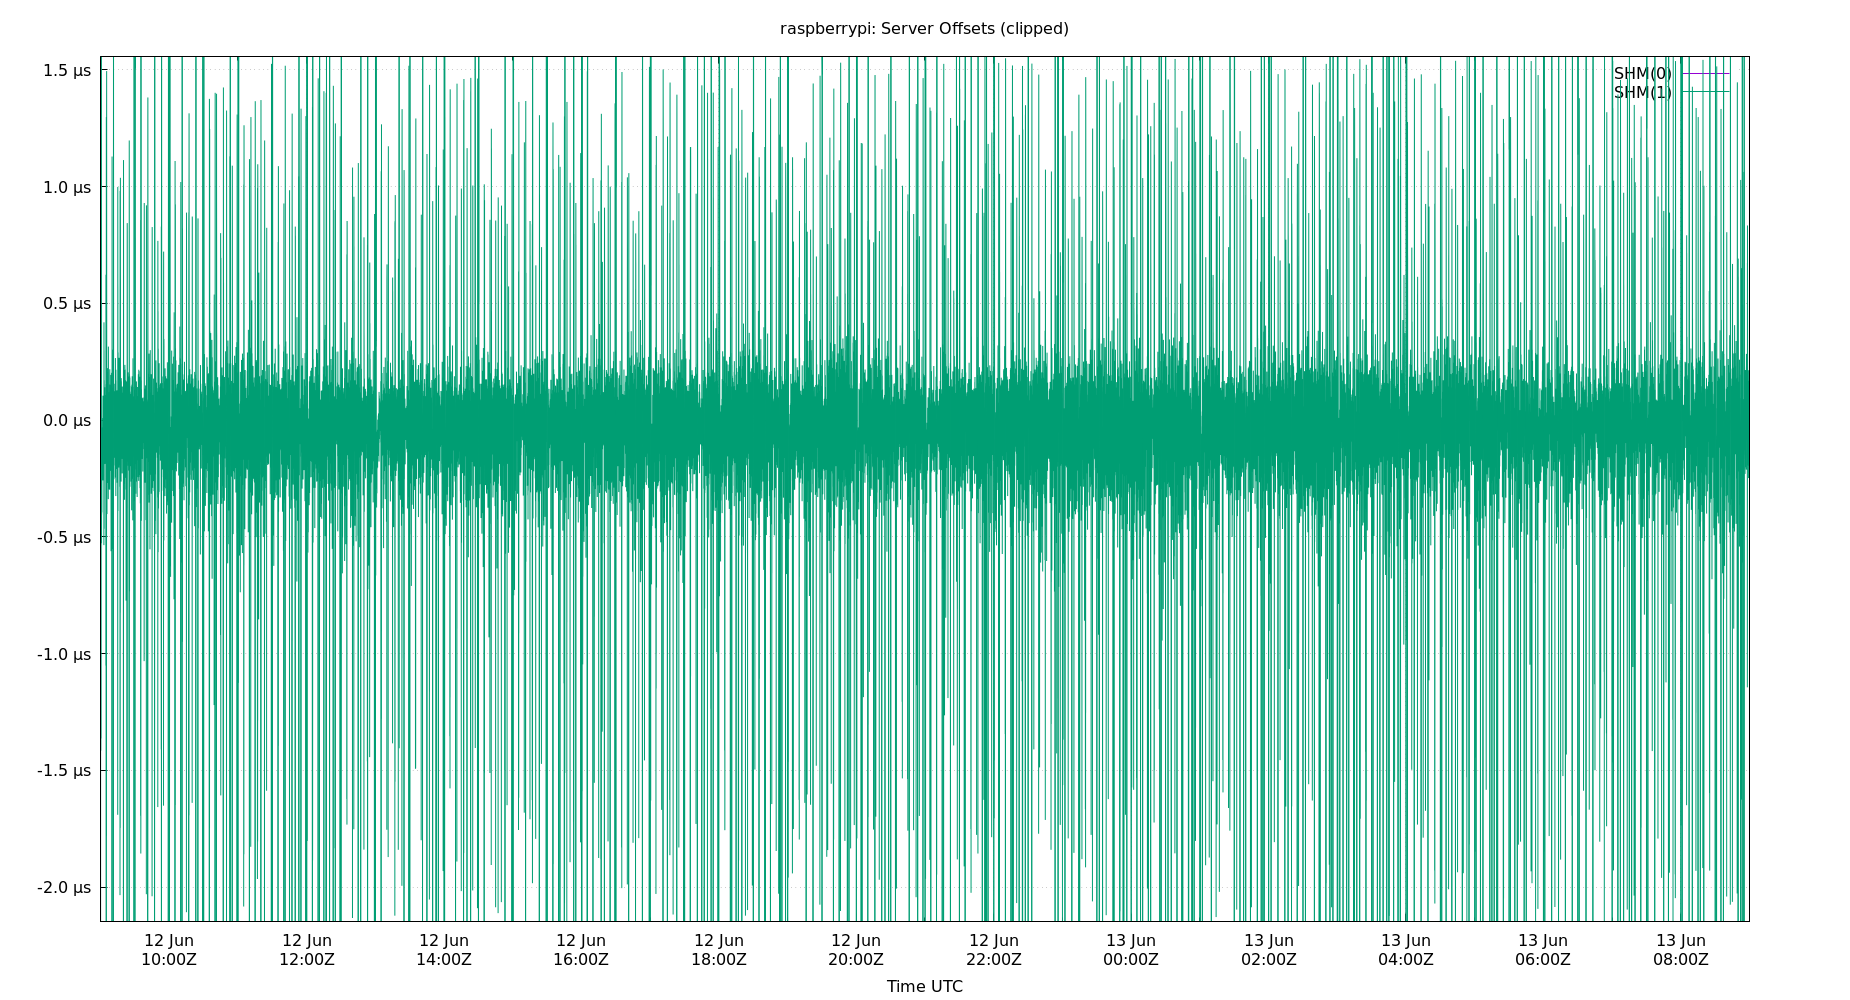 raspberrypi: Server Offsets (clipped)
1.5 µs
1.0 µs
0.5 µs
0.0 µs
-0.5 µs
-1.0 µs
-1.5 µs
-2.0 µs
SHM(0)
SHM(1)
12 Jun 12 Jun 12 Jun 12 Jun 12 Jun 12 Jun 12 Jun 13 Jun 13 Jun 13 Jun 13 Jun 13 Jun
10:00Z 12:00Z 14:00Z 16:00Z 18:00Z 20:00Z 22:00Z 00:00Z 02:00Z 04:00Z 06:00Z 08:00Z
Time UTC